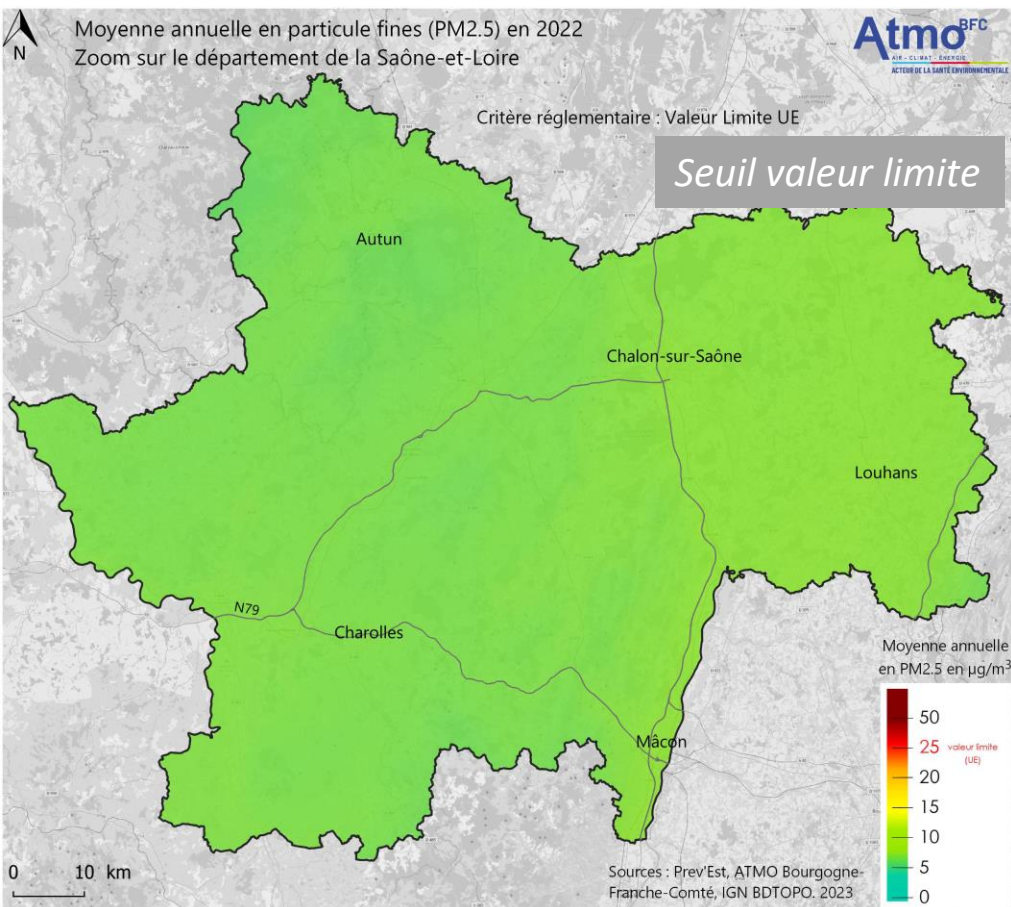 Moyenne annuelle en particule fines (PM2.5) en 2022
Zoom sur le département de la Saône-et-Loire
N
Atmo BFC
AIR - CLIMAT - ÉNERGIE
ACTEUR DE LA SANTÉ ENVIRONNEMENTALE
Critère réglementaire : Valeur Limite UE
Seuil valeur limite
Autun
Chalon-sur-Saône
Louhans
N79
Charolles
Mâcon
Moyenne annuelle
en PM2.5 en µg/m³
50
25 valeur limite
(UE)
20
15
10
5
0
0 10 km
Sources : Prev'Est, ATMO Bourgogne-
Franche-Comté, IGN BDTOPO. 2023